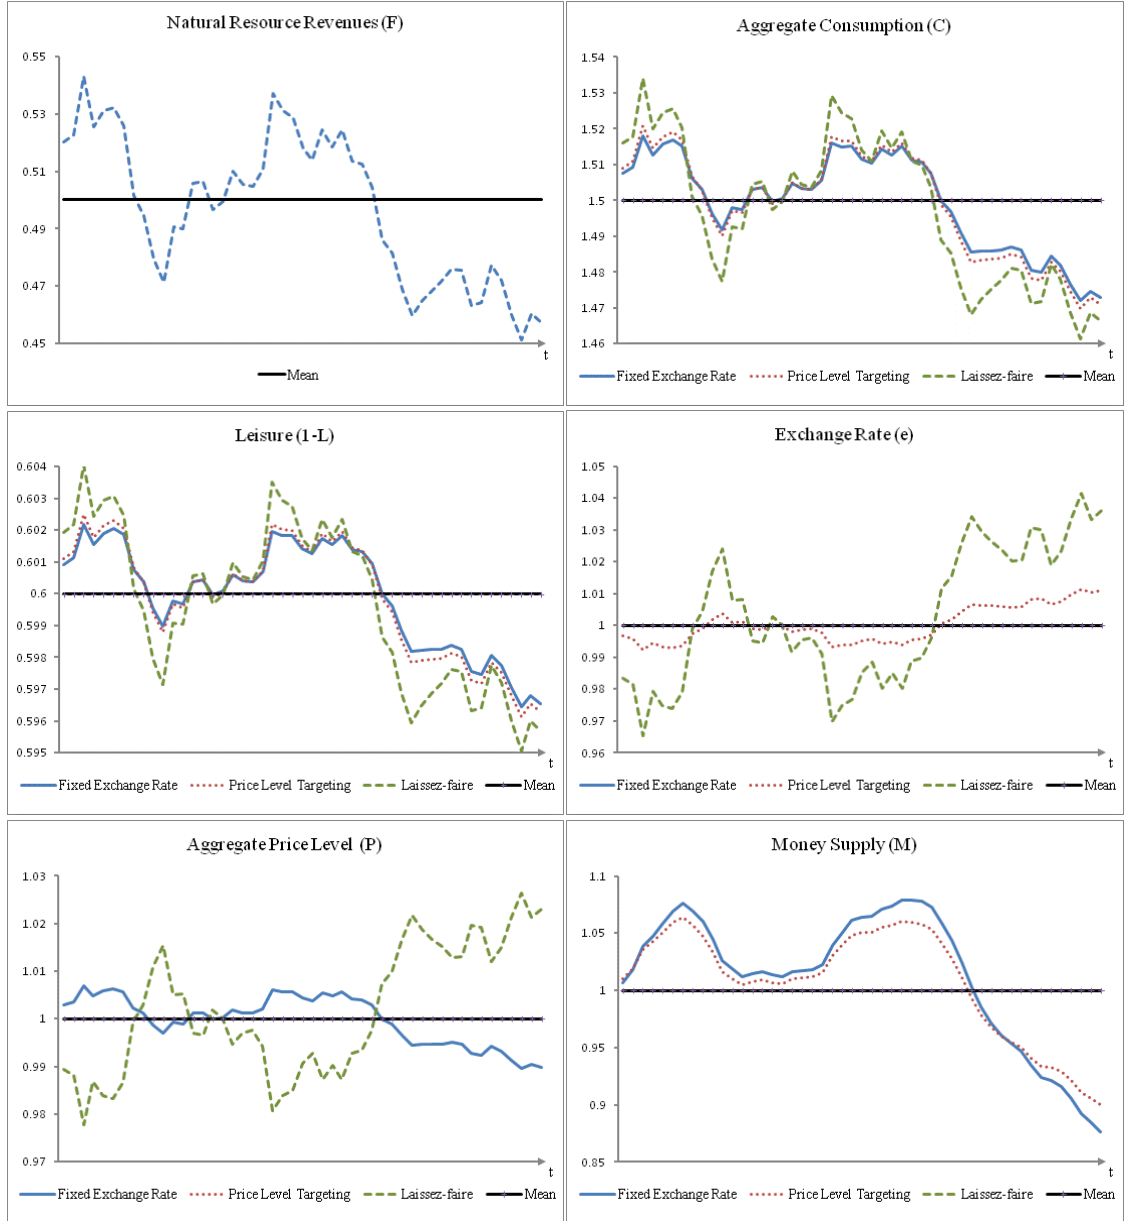 Natural Resource Revenues (F)
0.55
0.53
0.51
0.49
0.47
0.45
t
Mean
Aggregate Consumption (C)
1.54
1.53
1.52
1.51
1.5
1.49
1.48
1.47
1.46
t
Fixed Exchange Rate Price Level Targeting Laissez-faire Mean
Leisure (1-L)
0.604
0.603
0.602
0.601
0.6
0.599
0.598
0.597
0.596
0.595
t
Fixed Exchange Rate Price Level Targeting Laissez-faire Mean
Exchange Rate (e)
1.05
1.04
1.03
1.02
1.01
1
0.99
0.98
0.97
0.96
t
Fixed Exchange Rate Price Level Targeting Laissez-faire Mean
Aggregate Price Level (P)
1.03
1.02
1.01
1
0.99
0.98
0.97
t
Fixed Exchange Rate Price Level Targeting Laissez-faire Mean
Money Supply (M)
1.1
1.05
1
0.95
0.9
0.85
t
Fixed Exchange Rate Price Level Targeting Laissez-faire Mean